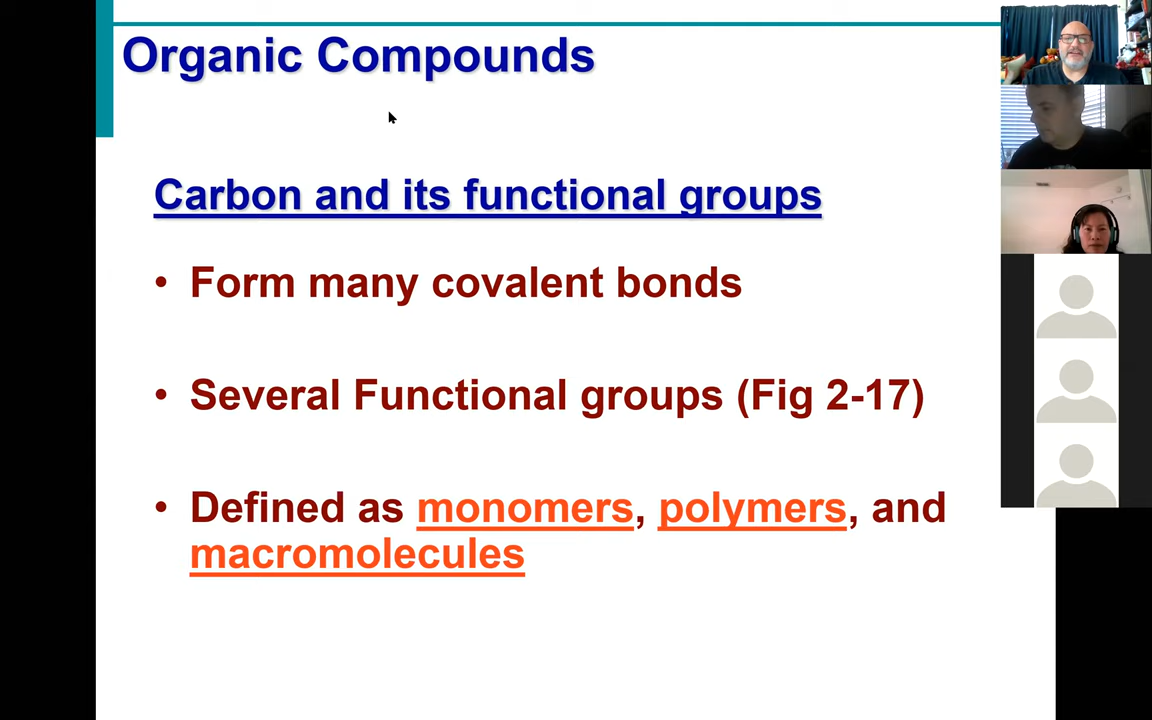 Organic Compounds
Carbon and its functional groups
• Form many covalent bonds
• Several Functional groups (Fig 2-17)
• Defined as monomers, polymers, and
macromolecules